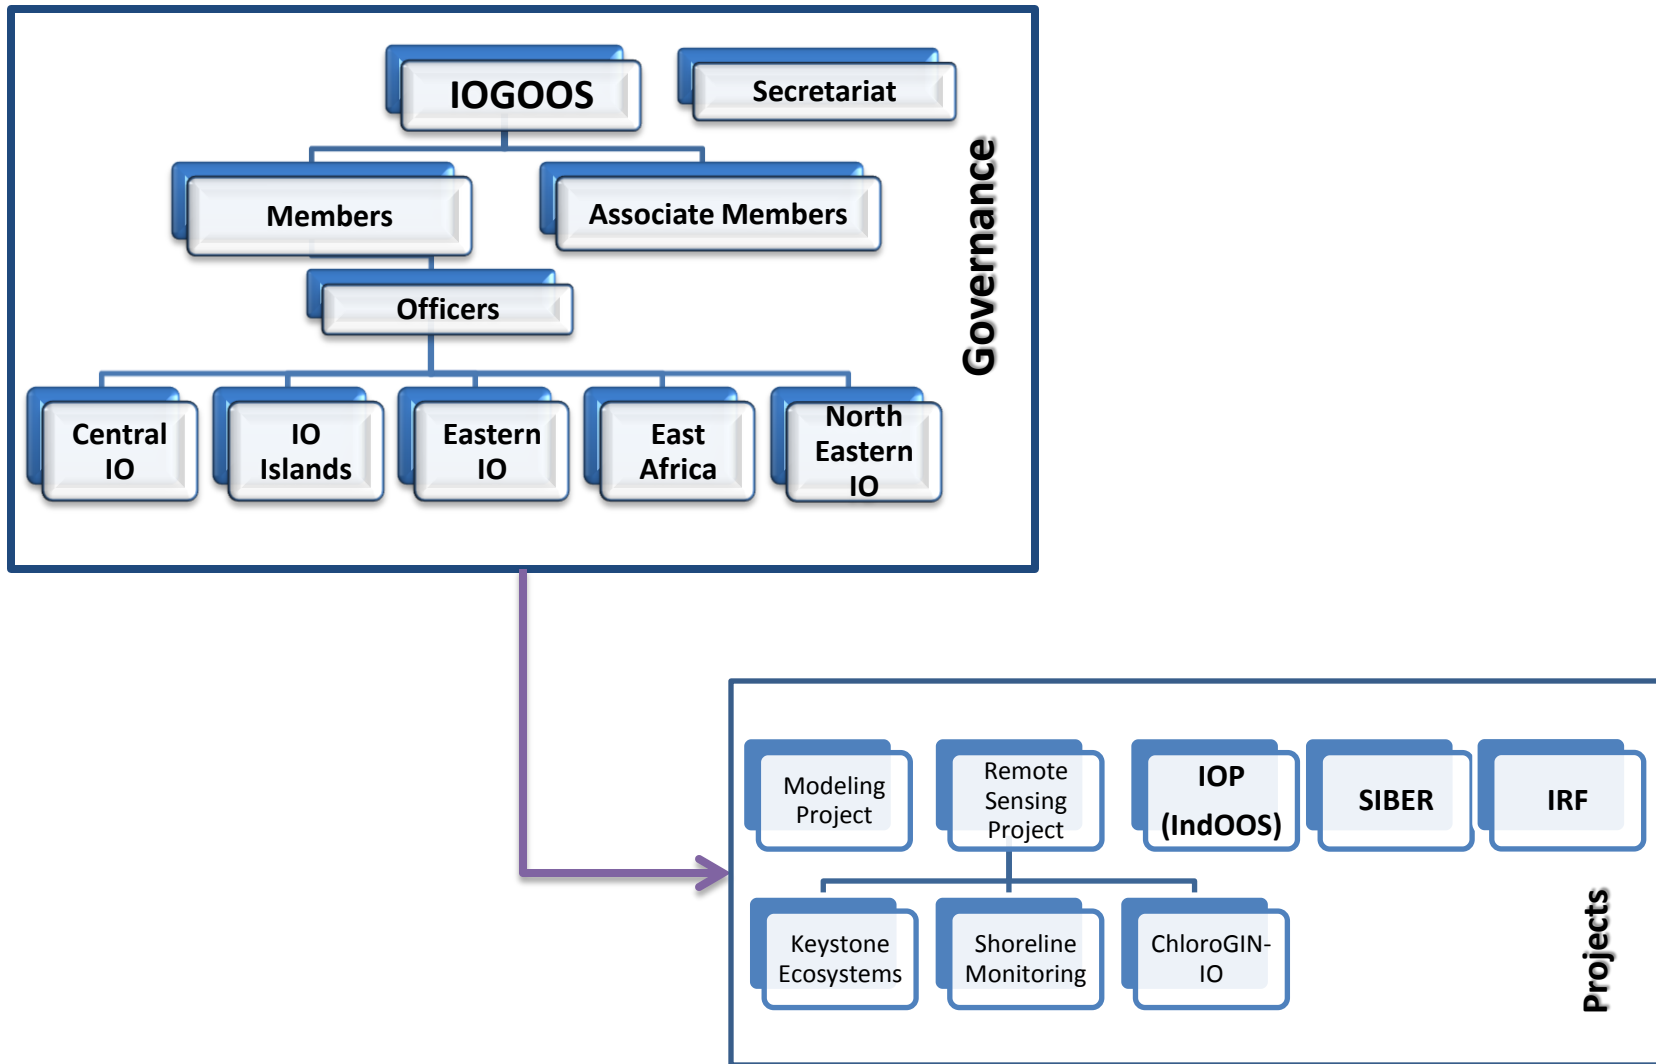 IOGOOS
Secretariat
Members
Associate Members
Officers
Central
IO
IO
Islands
Eastern
IO
East
Africa
North
Eastern
IO
Governance
Modeling
Project
Remote
Sensing
Project
IOP
(IndOOS)
SIBER
IRF
Keystone
Ecosystems
Shoreline
Monitoring
ChloroGIN-
IO
Projects